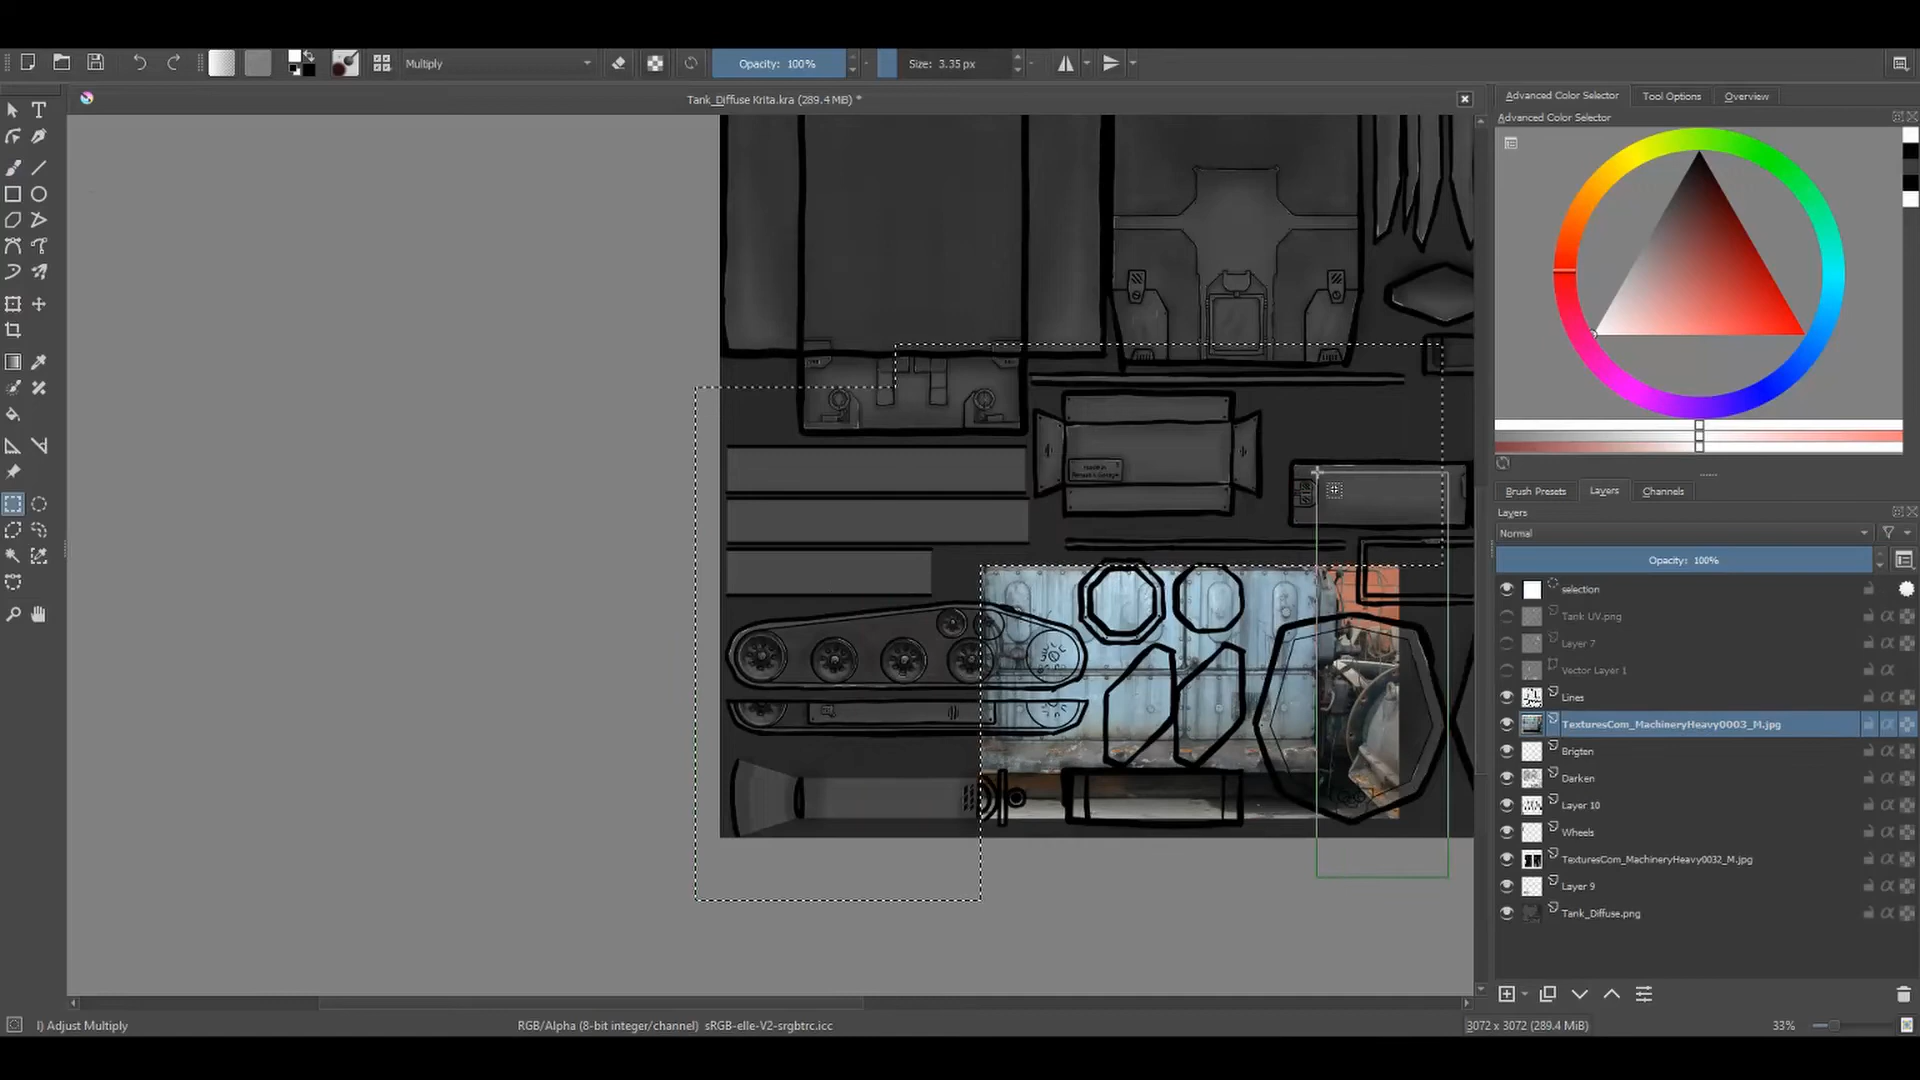 Multiply
Opacity: 100%
Size: 3.35 px
Tank_Diffuse Krita.kra (289.4 MiB) *
Advanced Color Selector
Tool Options
Overview
Advanced Color Selector
Brush Presets
Layers
Channels
Layers
Normal
Opacity: 100%
selection
Tank UV.png
Layer 7
Vector Layer 1
Lines
TexturesCom_MachineryHeavy0003_M.jpg
Brigten
Darken
Layer 10
Wheels
TexturesCom_MachineryHeavy0032_M.jpg
Layer 9
Tank_Diffuse.png
I) Adjust Multiply
RGB/Alpha (8-bit integer/channel) sRGB-elle-V2-srgbtrc.icc
3072 x 3072 (289.4 MiB)
33%